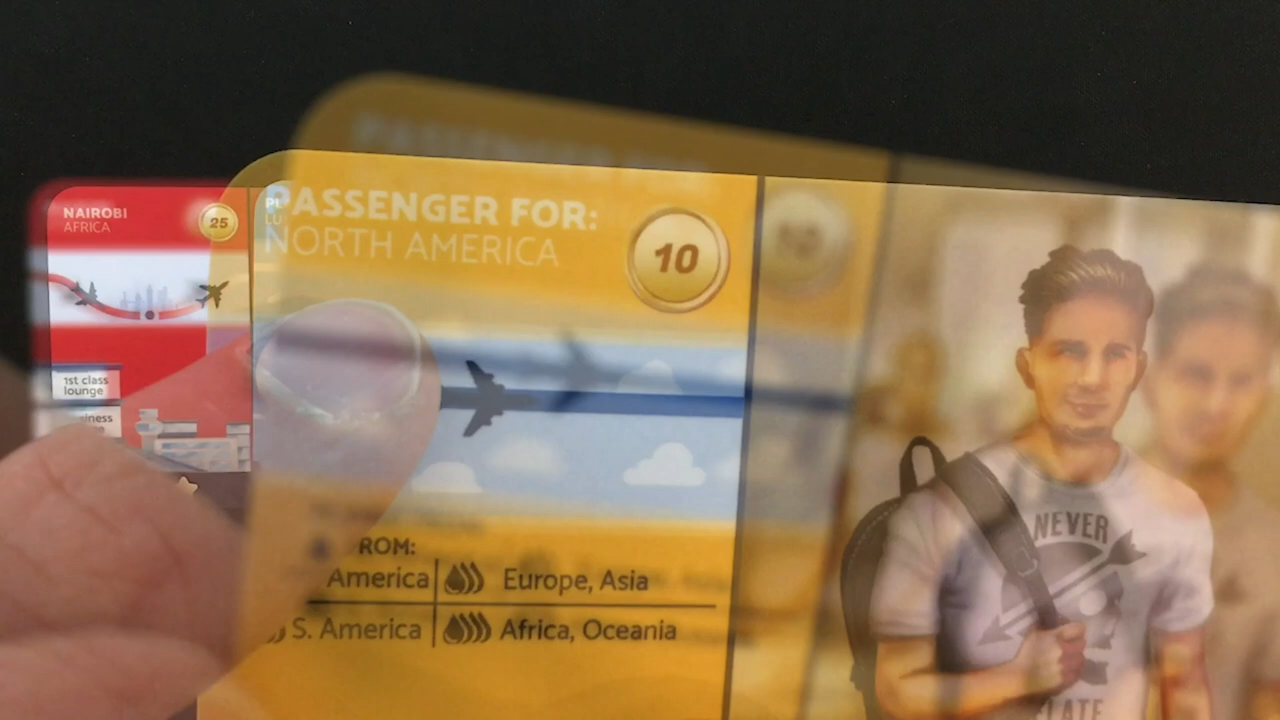 NAIROBI
AFRICA
25
1st class
lounge
PASSENGER FOR:
NORTH AMERICA
10
ROM:
America
Europe, Asia
S. America
Africa, Oceania
NEVER